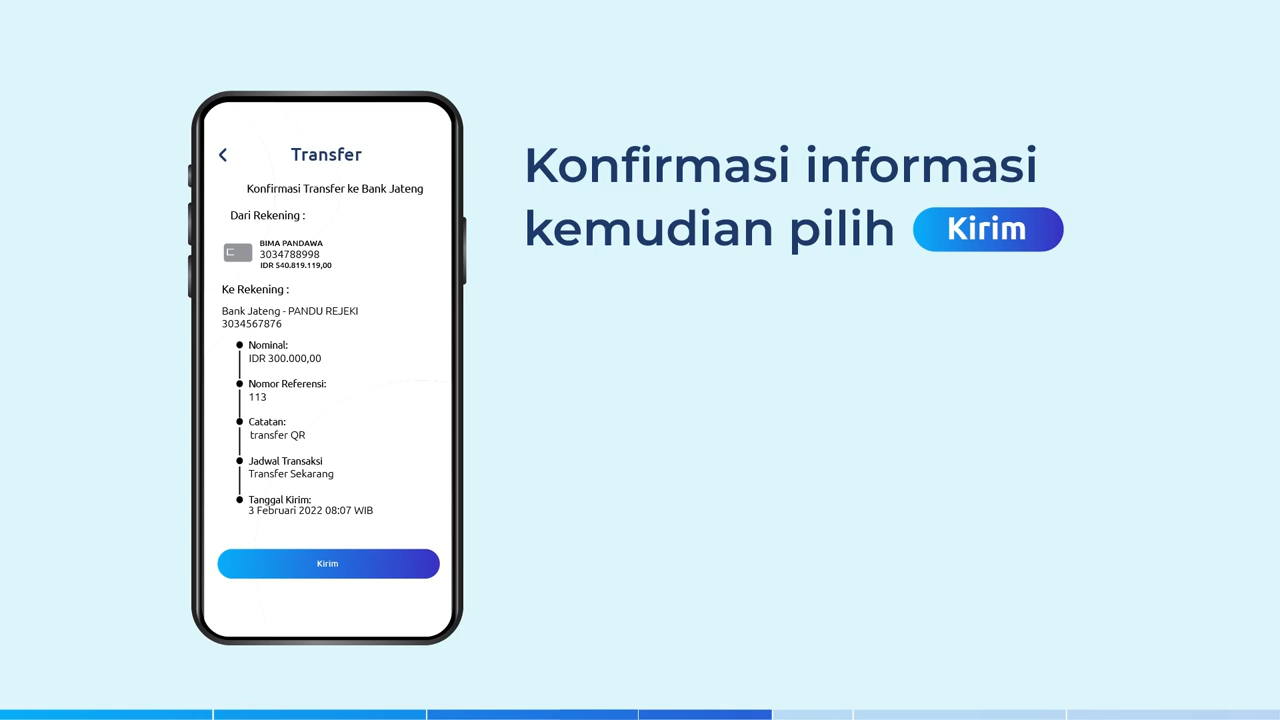 Transfer
Konfirmasi Transfer ke Bank Jateng
Dari Rekening :
BIMA PANDAWA
3034788998
IDR 540.819.119,00
Ke Rekening :
Bank Jateng - PANDU REJEKI
3034567876
Nominal:
IDR 300.000,00
Nomor Referensi:
113
Catatan:
transfer QR
Jadwal Transaksi
Transfer Sekarang
Tanggal Kirim:
3 Februari 2022 08:07 WIB
Kirim
Konfirmasi informasi
kemudian pilih Kirim